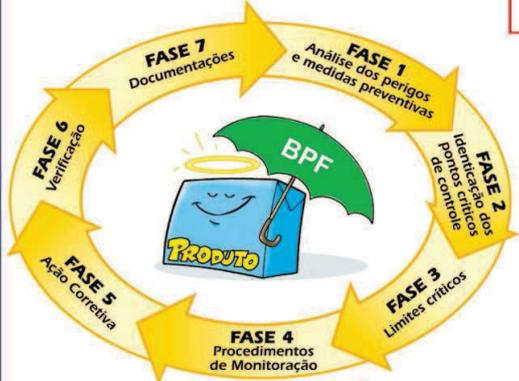 FASE 1
Análise dos perigos
e medidas preventivas
FASE 2
Identicação dos
pontos críticos
de controle
FASE 3
Limites críticos
FASE 4
Procedimentos
de Monitoração
FASE 5
Ação Corretiva
FASE 6
Verificação
FASE 7
Documentações
BPF
PRODUTO